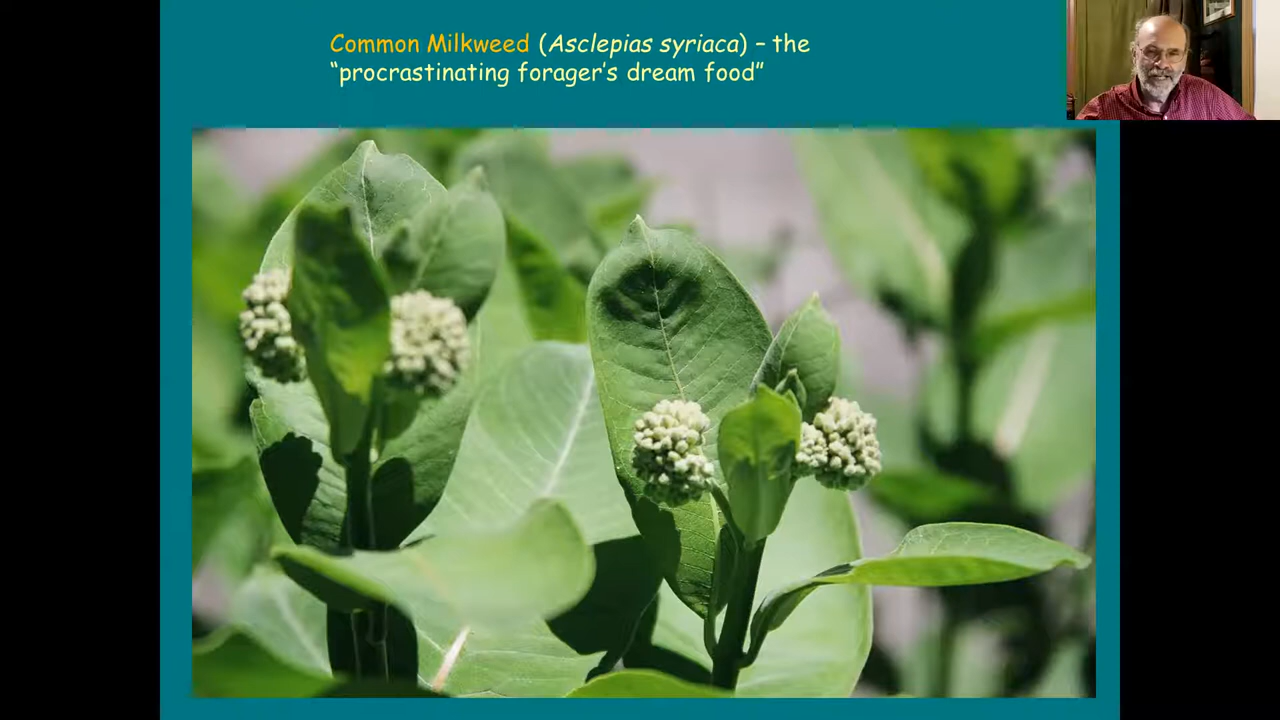 Common Milkweed (Asclepias syriaca) – the
“procrastinating forager’s dream food”